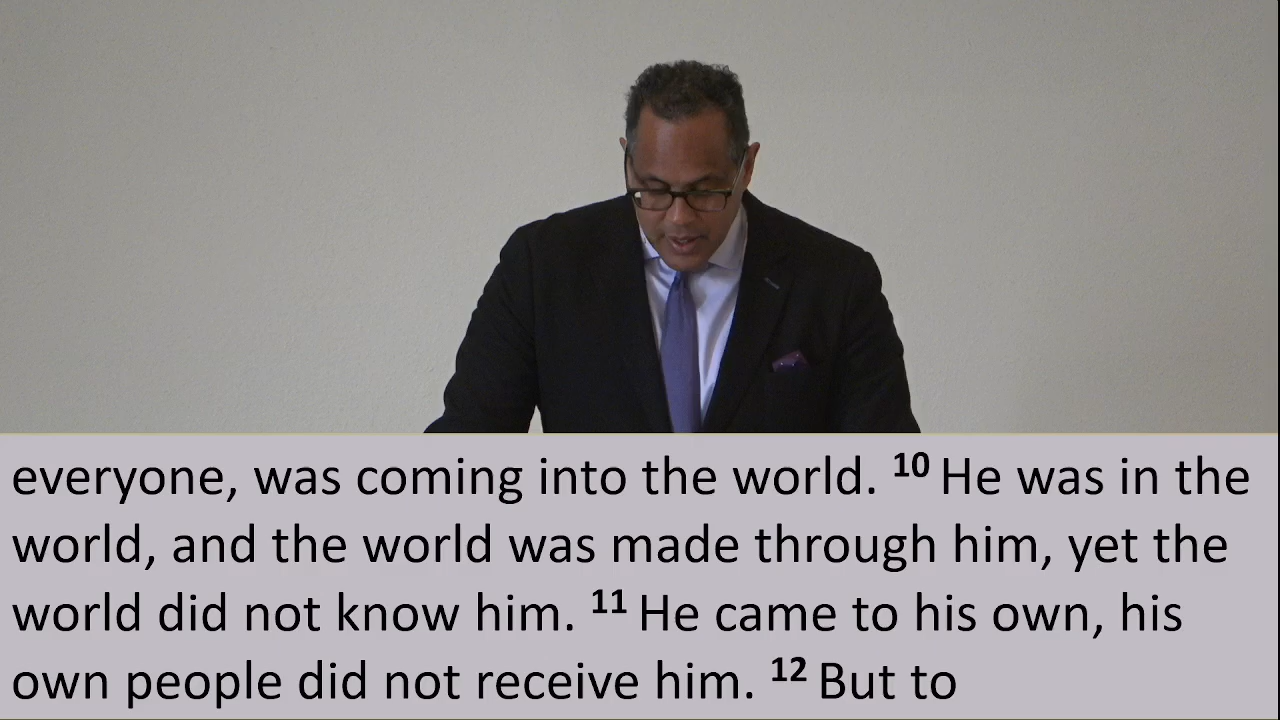 everyone, was coming into the world. 10 He was in the
world, and the world was made through him, yet the
world did not know him. 11 He came to his own, his
own people did not receive him. 12 But to